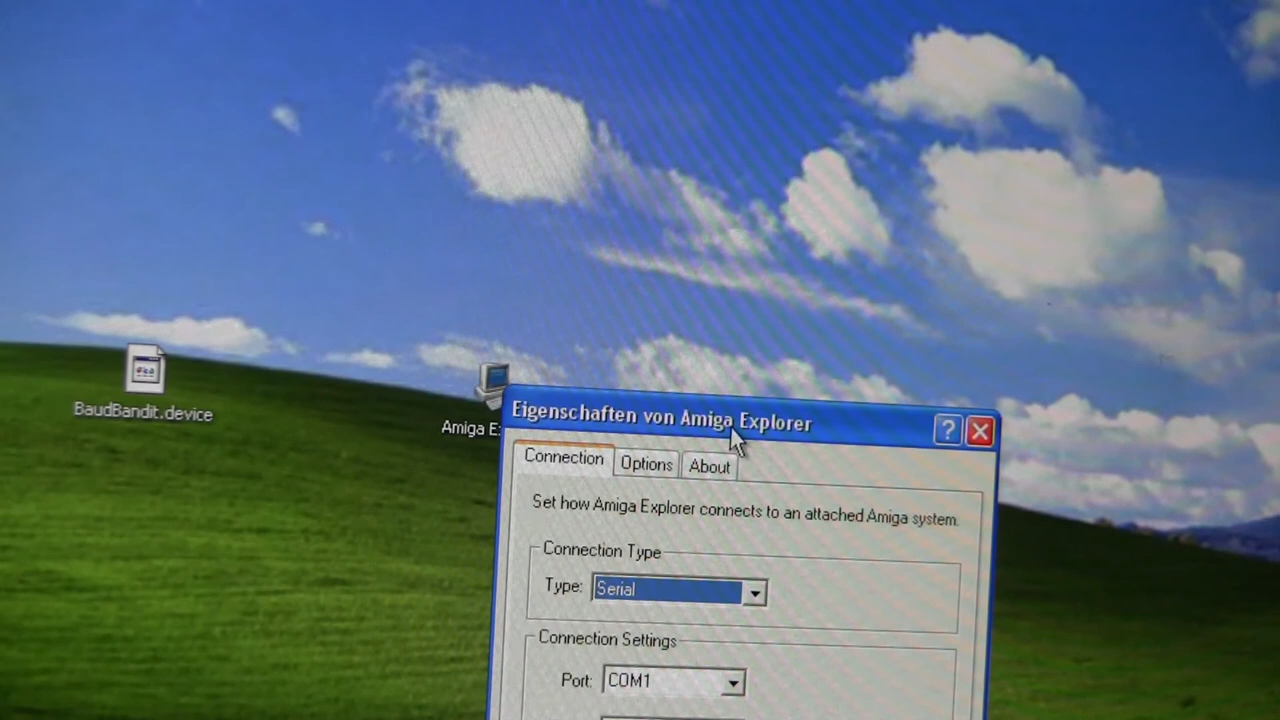 BaudBandit.device
Amiga E
Eigenschaften von Amiga Explorer
?
Connection Options About
Set how Amiga Explorer connects to an attached Amiga system.
Connection Type
Type: Serial
Connection Settings
Port: COM1